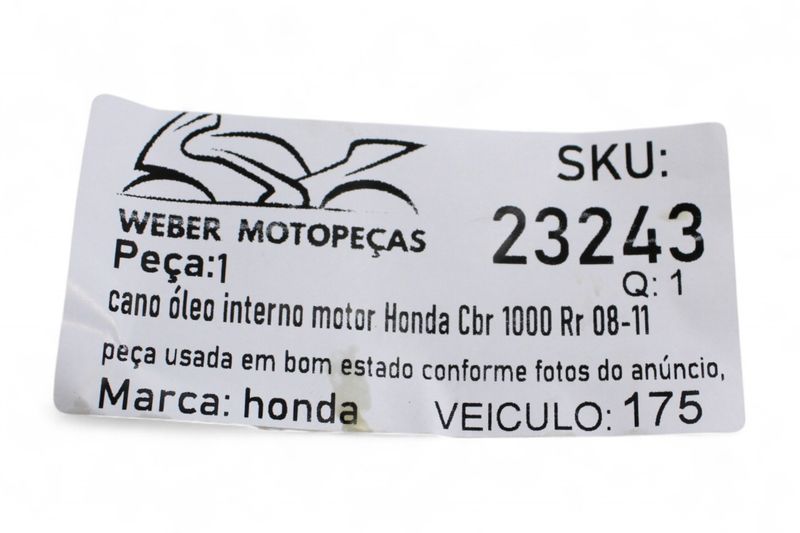 WEBER MOTOPEÇAS
SKU:
23243
Peça:1
Q: 1
cano óleo interno motor Honda Cbr 1000 Rr 08-11
peça usada em bom estado conforme fotos do anúncio,
Marca: honda VEICULO: 175